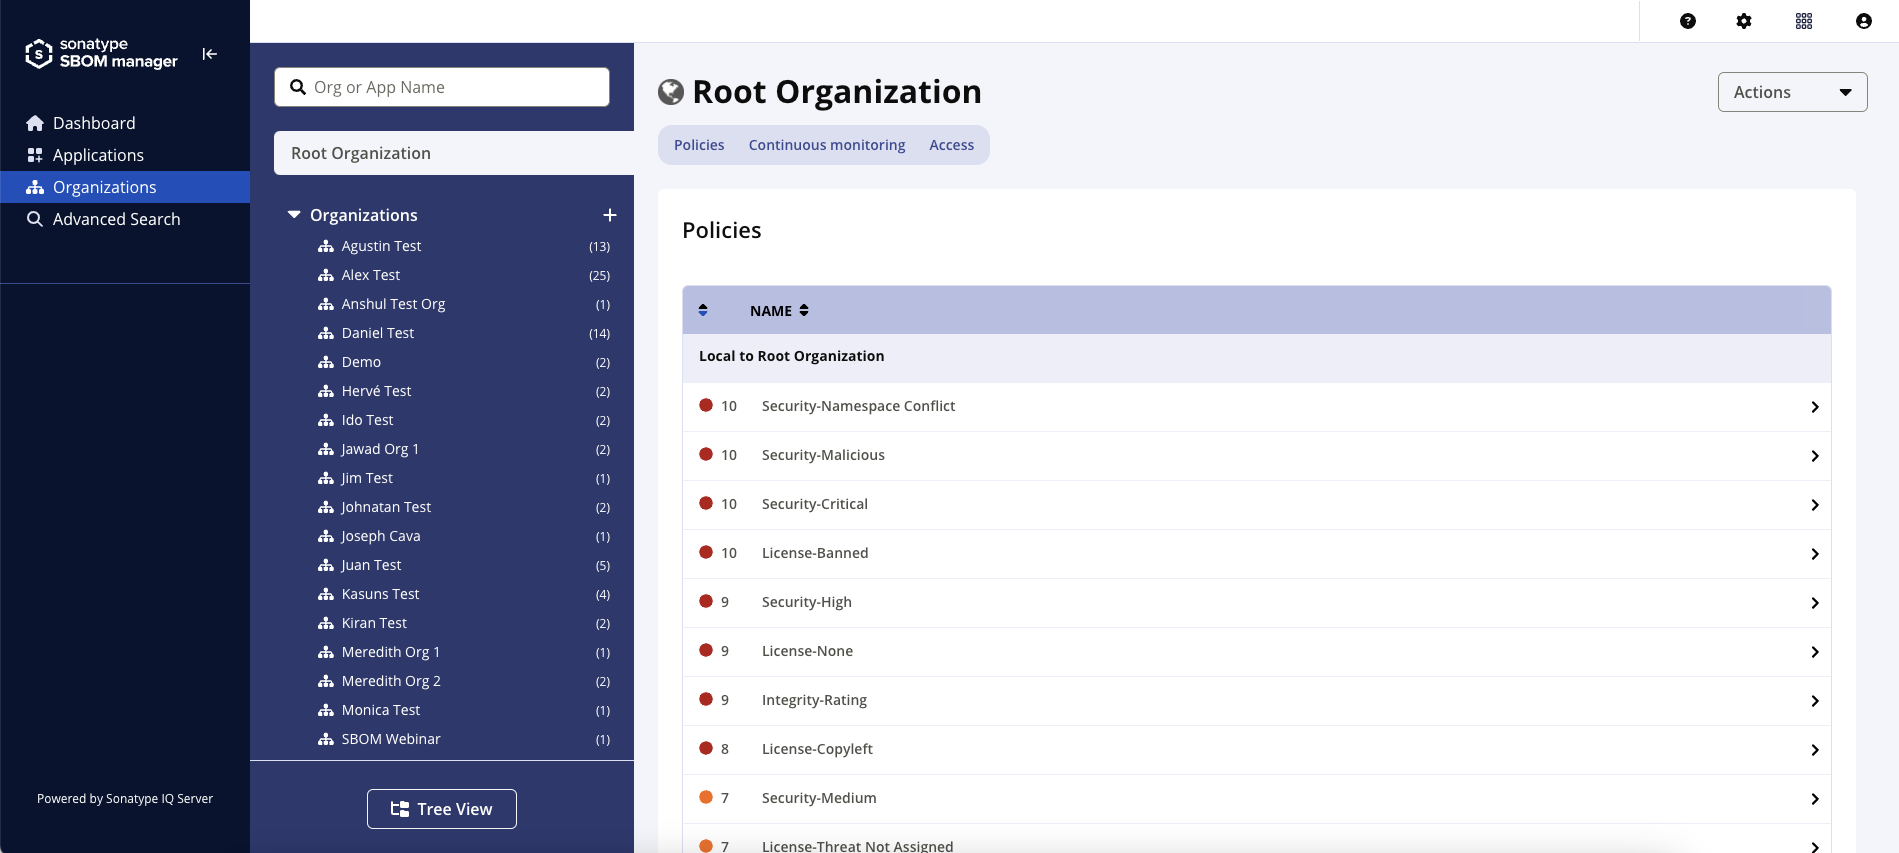 sonatype
SBOM manager
Dashboard
Applications
Organizations
Advanced Search
Powered by Sonatype IQ Server
Org or App Name
Root Organization
Organizations
Agustin Test (13)
Alex Test (25)
Anshul Test Org (1)
Daniel Test (14)
Demo (2)
Hervé Test (2)
Ido Test (2)
Jawad Org 1 (2)
Jim Test (1)
Johnatan Test (2)
Joseph Cava (1)
Juan Test (5)
Kasuns Test (4)
Kiran Test (2)
Meredith Org 1 (1)
Meredith Org 2 (2)
Monica Test (1)
SBOM Webinar (1)
Tree View
Root Organization
Actions
Policies Continuous monitoring Access
Policies
NAME
Local to Root Organization
10 Security-Namespace Conflict
10 Security-Malicious
10 Security-Critical
10 License-Banned
9 Security-High
9 License-None
9 Integrity-Rating
8 License-Copyleft
7 Security-Medium
7 License-Threat Not Assigned